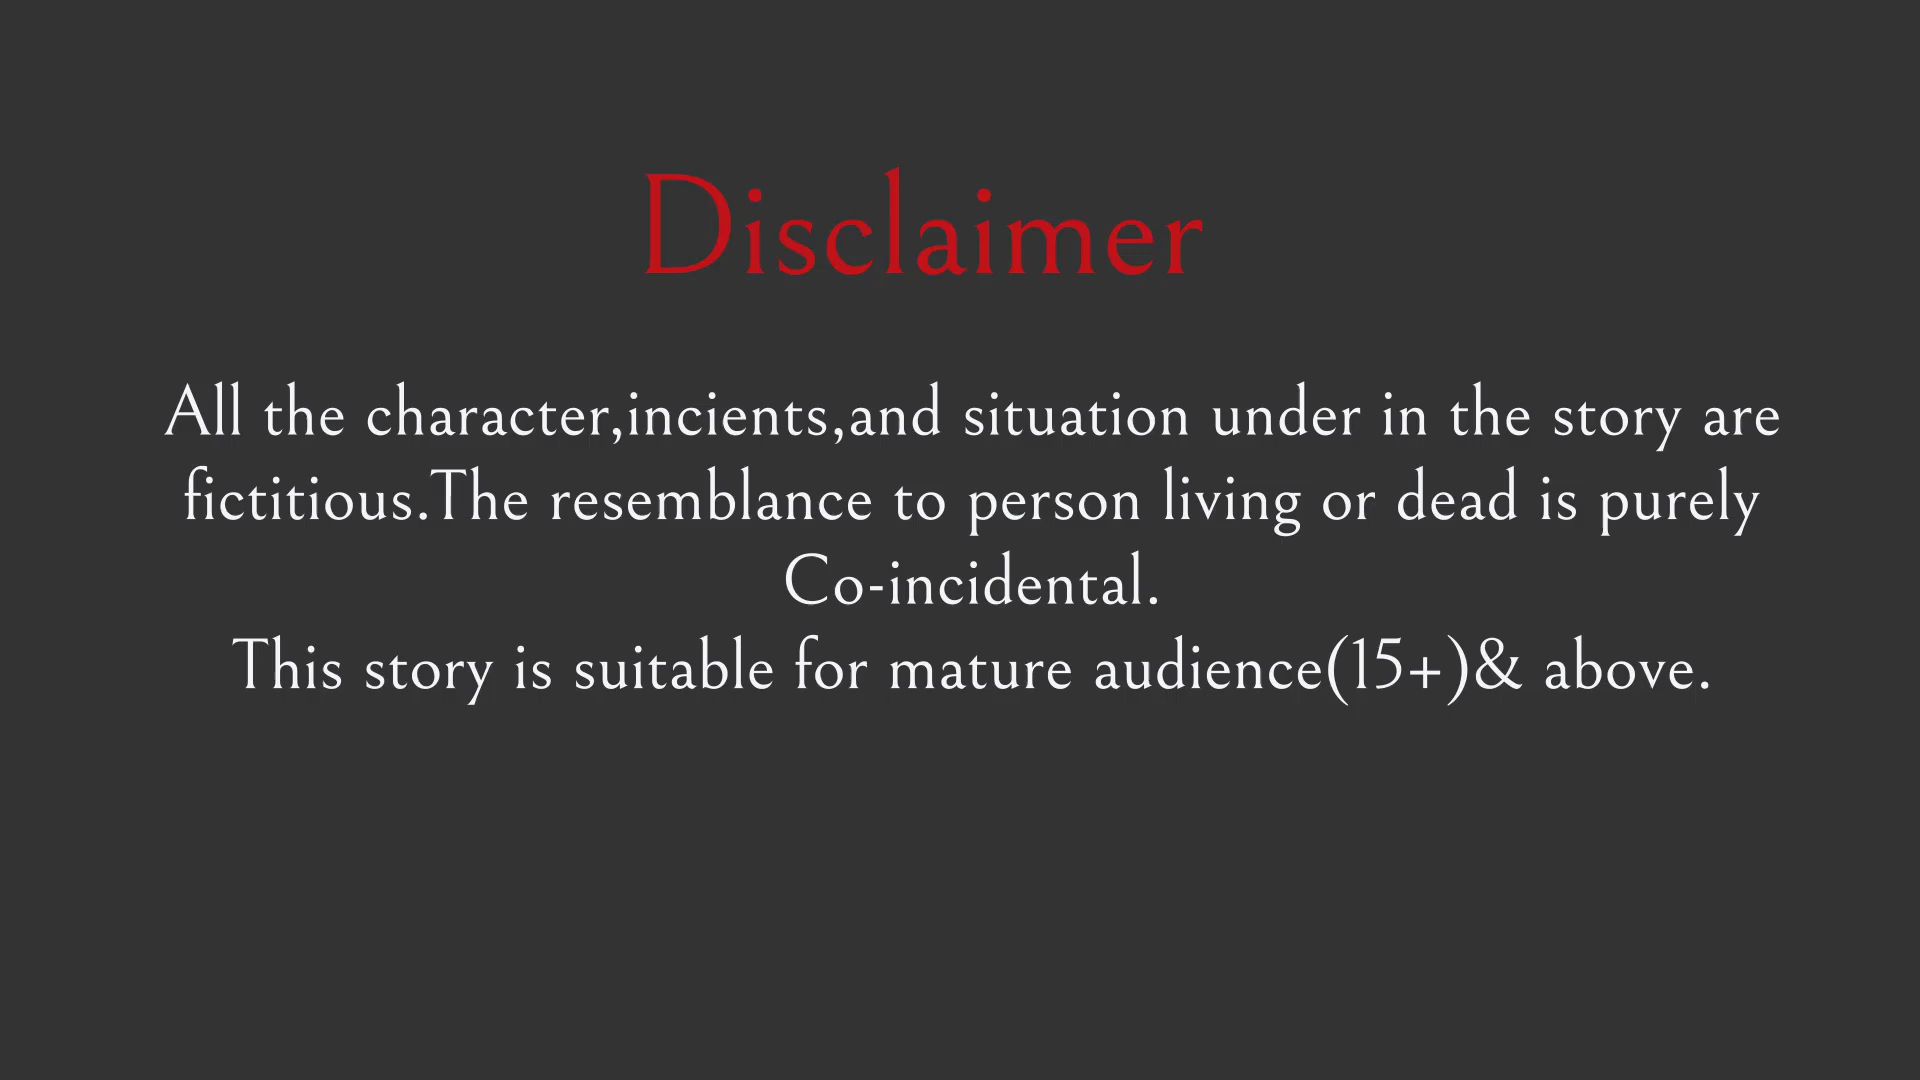 Disclaimer
All the character,incients,and situation under in the story are
fictitious.The resemblance to person living or dead is purely
Co-incidental.
This story is suitable for mature audience(15+)& above.